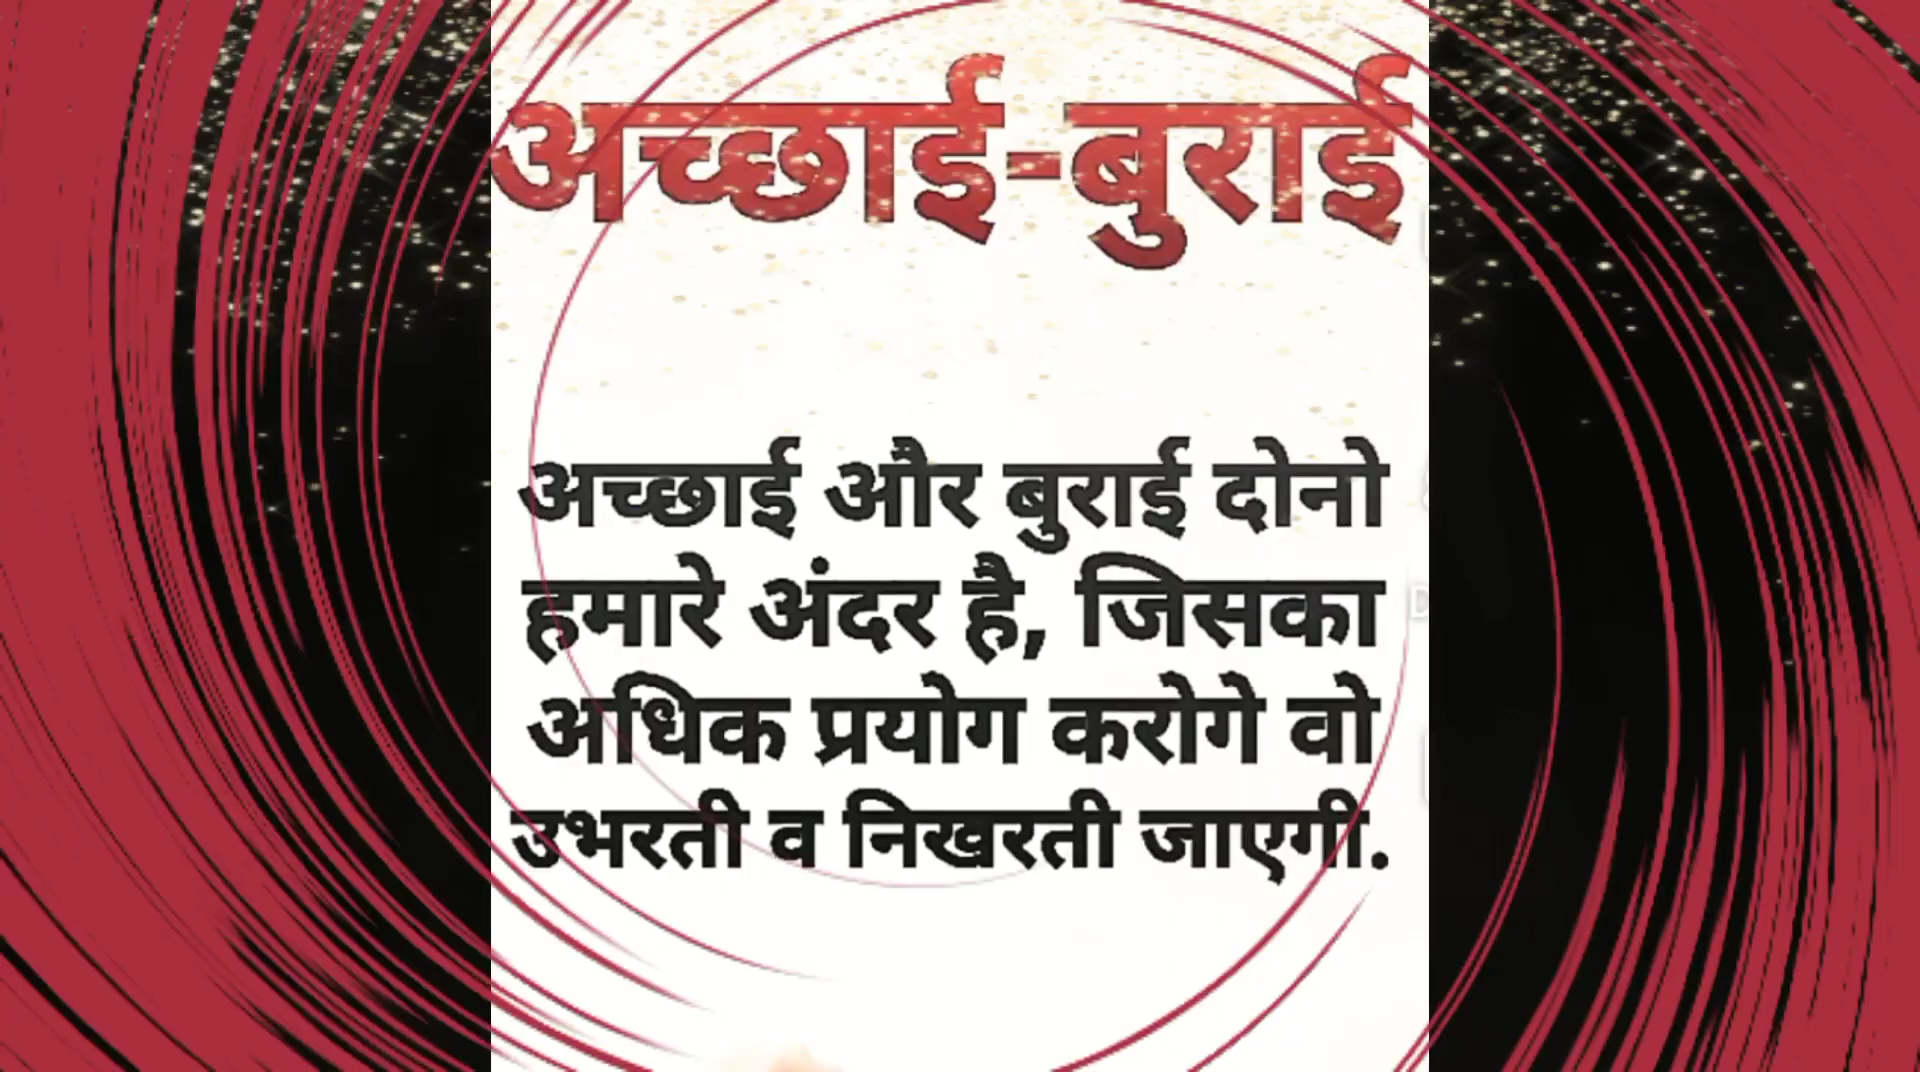 अच्छाई-बुराई
अच्छाई और बुराई दोनो
हमारे अंदर है, जिसका
अधिक प्रयोग करोगे वो
उभरती व निखरती जाएगी.